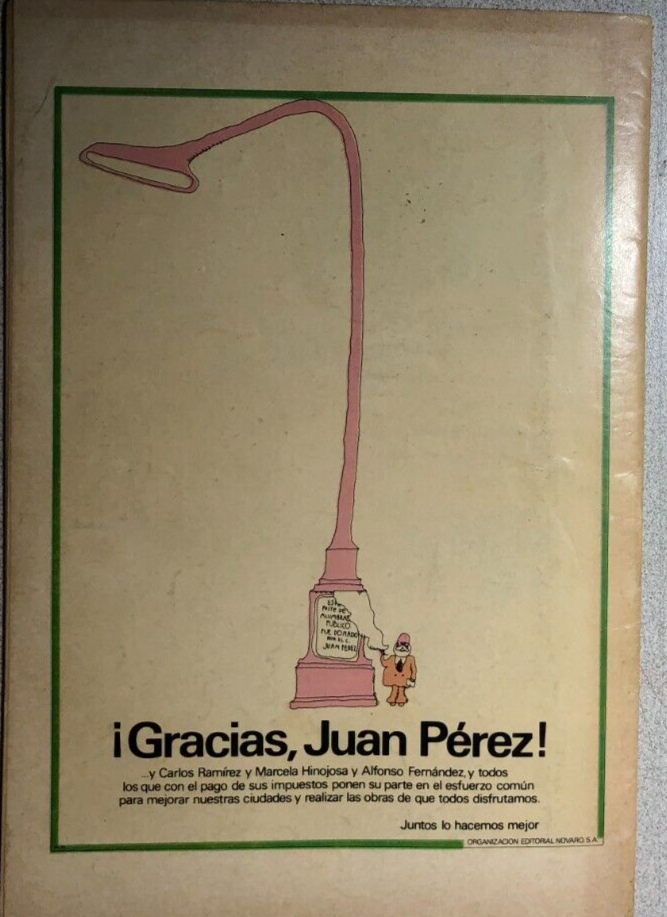 ESTE
POSTE DE
ALUMBRADO
PUBLICO
FUE DONADO
POR EL C.
JUAN PEREZ
¡Gracias, Juan Pérez!
...y Carlos Ramírez y Marcela Hinojosa y Alfonso Fernández, y todos
los que con el pago de sus impuestos ponen su parte en el esfuerzo común
para mejorar nuestras ciudades y realizar las obras de que todos disfrutamos.
Juntos lo hacemos mejor
ORGANIZACION EDITORIAL NOVARO, S.A.